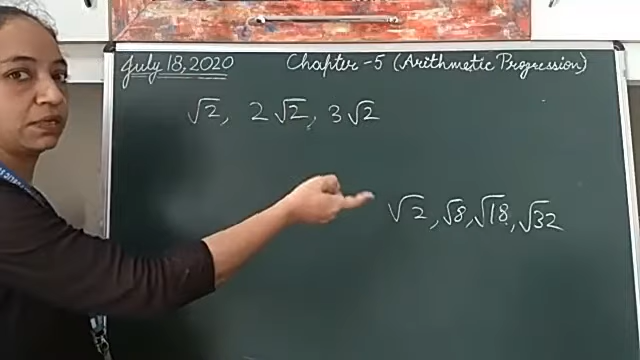 July 18, 2020 Chapter - 5 (Arithmetic Progression)
√2, 2√2, 3√2
√2, √8, √18, √32